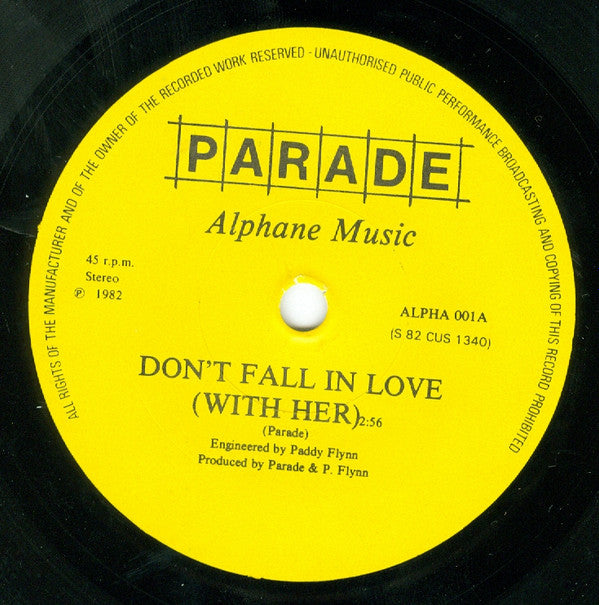 ALL RIGHTS OF THE MANUFACTURER AND OF THE OWNER OF THE RECORDED WORK RESERVED - UNAUTHORISED PUBLIC PERFORMANCE BROADCASTING AND COPYING OF THIS RECORD PROHIBITED
PARADE
Alphane Music
45 r.p.m.
Stereo
℗ 1982
ALPHA 001A
(S 82 CUS 1340)
DON'T FALL IN LOVE
(WITH HER) 2:56
(Parade)
Engineered by Paddy Flynn
Produced by Parade & P. Flynn